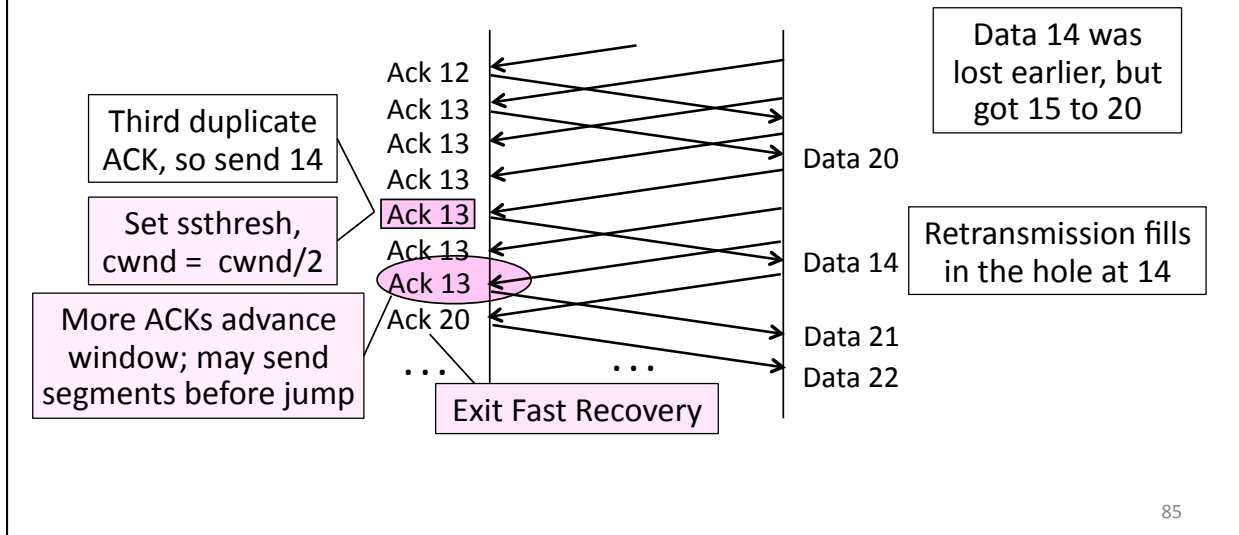 Data 14 was
lost earlier, but
got 15 to 20
Third duplicate
ACK, so send 14
Set ssthresh,
cwnd = cwnd/2
More ACKs advance
window; may send
segments before jump
Ack 12
Ack 13
Ack 13
Ack 13
Ack 13
Ack 13
Ack 13
Ack 20
. . .
. . .
Exit Fast Recovery
Data 20
Data 14
Data 21
Data 22
Retransmission fills
in the hole at 14
85